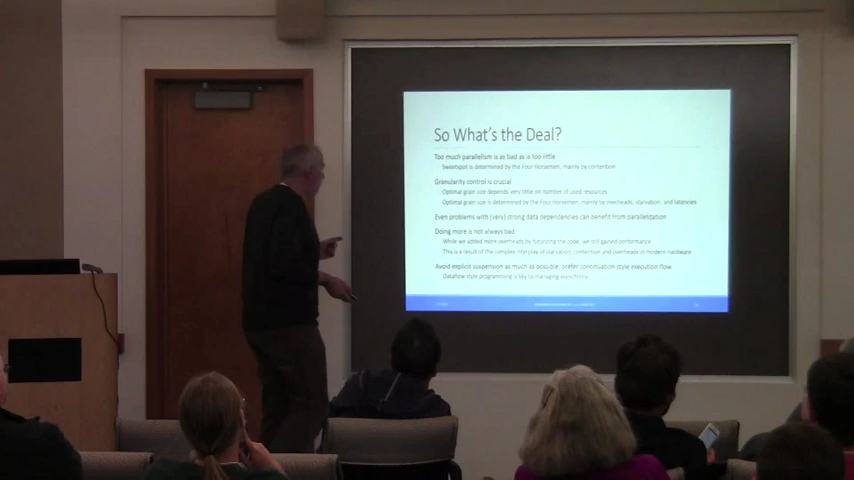 So What's the Deal?
Too much parallelism is as bad as is too little
Sweetspot is determined by the Four Horsemen, mainly by contention
Granularity control is crucial
Optimal grain size depends very little on number of used resources
Optimal grain size is determined by the Four Horsemen, mainly by overheads, starvation, and latencies
Even problems with (very) strong data dependencies can benefit from parallelization
Doing more is not always bad
While we added more overheads by futurizing the code, we still gained performance
This is a result of the complex interplay of starvation, contention and overheads in modern hardware
Avoid explicit suspension as much as possible, prefer continuation style execution flow
Dataflow style programming is key to managing asynchrony